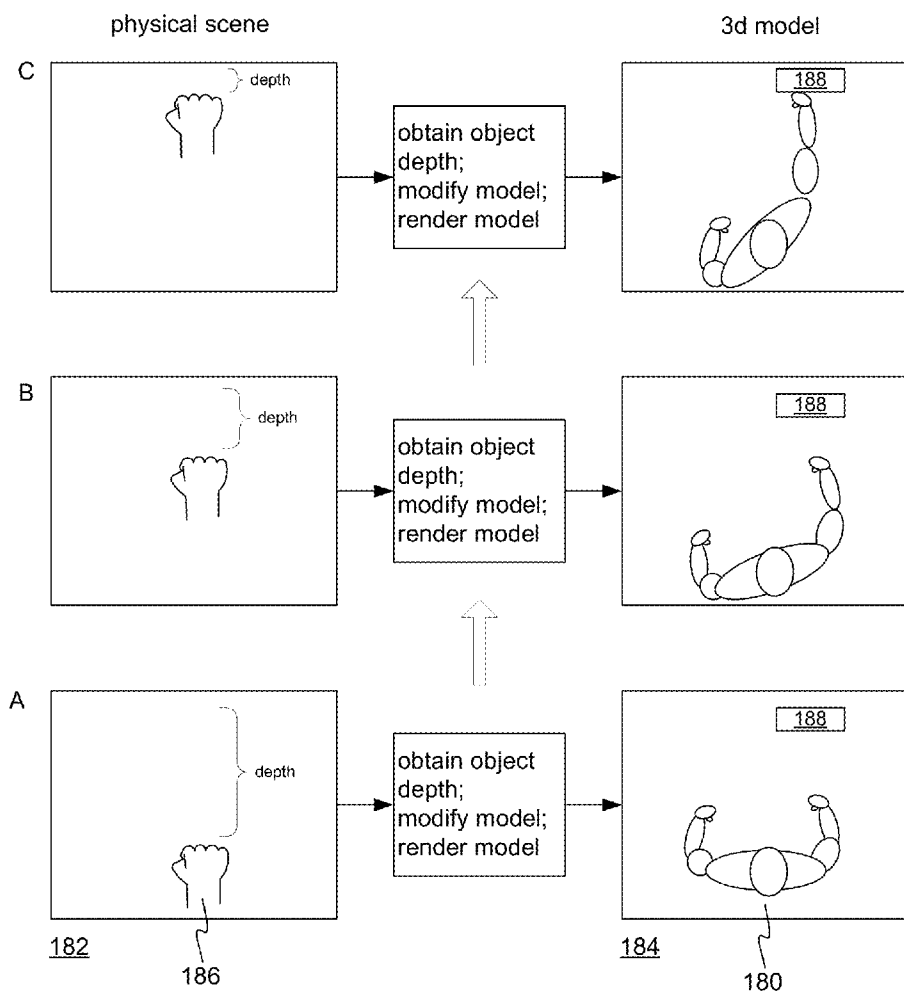 physical scene
3d model
C
depth
obtain object
depth;
modify model;
render model
188
B
depth
obtain object
depth;
modify model;
render model
188
A
depth
obtain object
depth;
modify model;
render model
188
182
186
184
180